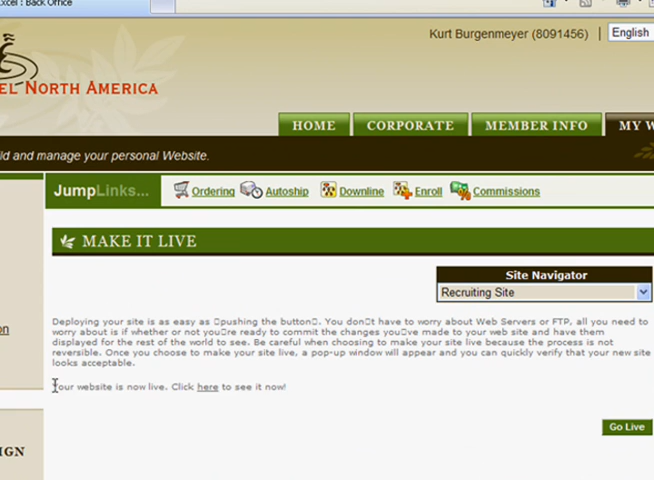 xcel : Back Office
Kurt Burgenmeyer (8091456) | English
EL NORTH AMERICA
HOME CORPORATE MEMBER INFO MY W
ld and manage your personal Website.
JumpLinks... Ordering Autoship Downline Enroll Commissions
MAKE IT LIVE
Site Navigator
Recruiting Site
Deploying your site is as easy as □pushing the button□. You don□t have to worry about Web Servers or FTP, all you need to
worry about is if whether or not you□re ready to commit the changes you□ve made to your web site and have them
displayed for the rest of the world to see. Be careful when choosing to make your site live because the process is not
reversible. Once you choose to make your site live, a pop-up window will appear and you can quickly verify that your new site
looks acceptable.
on
Your website is now live. Click here to see it now!
Go Live
IGN